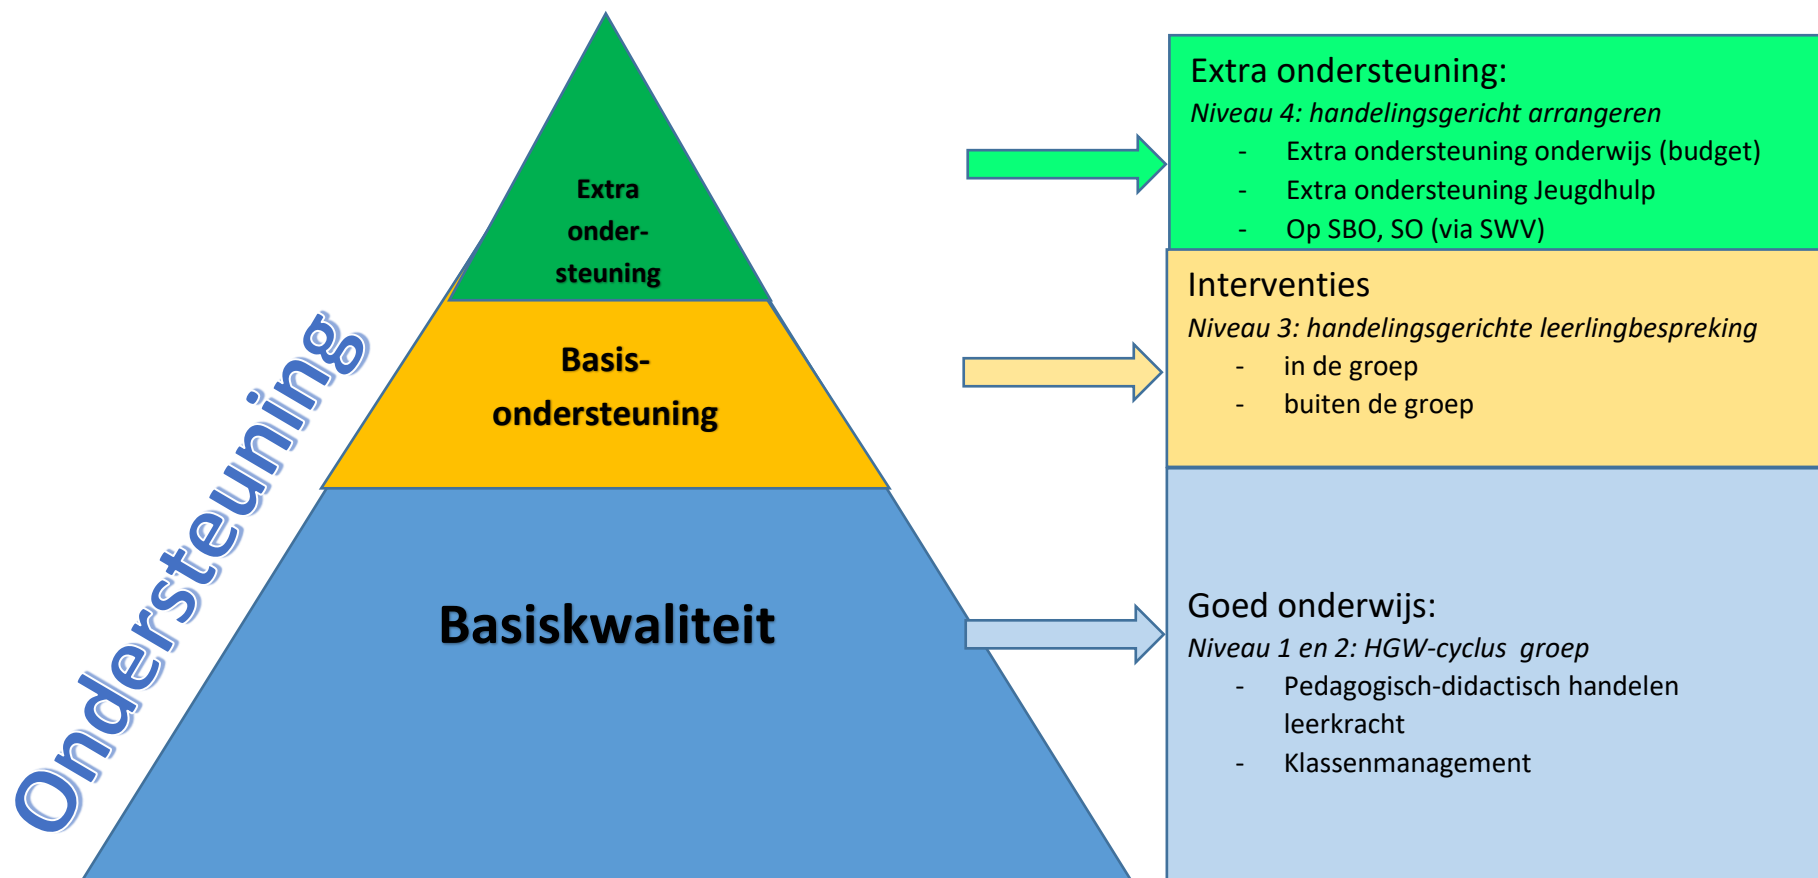 Ondersteuning
Extra
onder-
steuning
Basis-
ondersteuning
Basiskwaliteit
Extra ondersteuning:
Niveau 4: handelingsgericht arrangeren
- Extra ondersteuning onderwijs (budget)
- Extra ondersteuning Jeugdhulp
- Op SBO, SO (via SWV)
Interventies
Niveau 3: handelingsgerichte leerlingbespreking
- in de groep
- buiten de groep
Goed onderwijs:
Niveau 1 en 2: HGW-cyclus  groep
- Pedagogisch-didactisch handelen
leerkracht
- Klassenmanagement